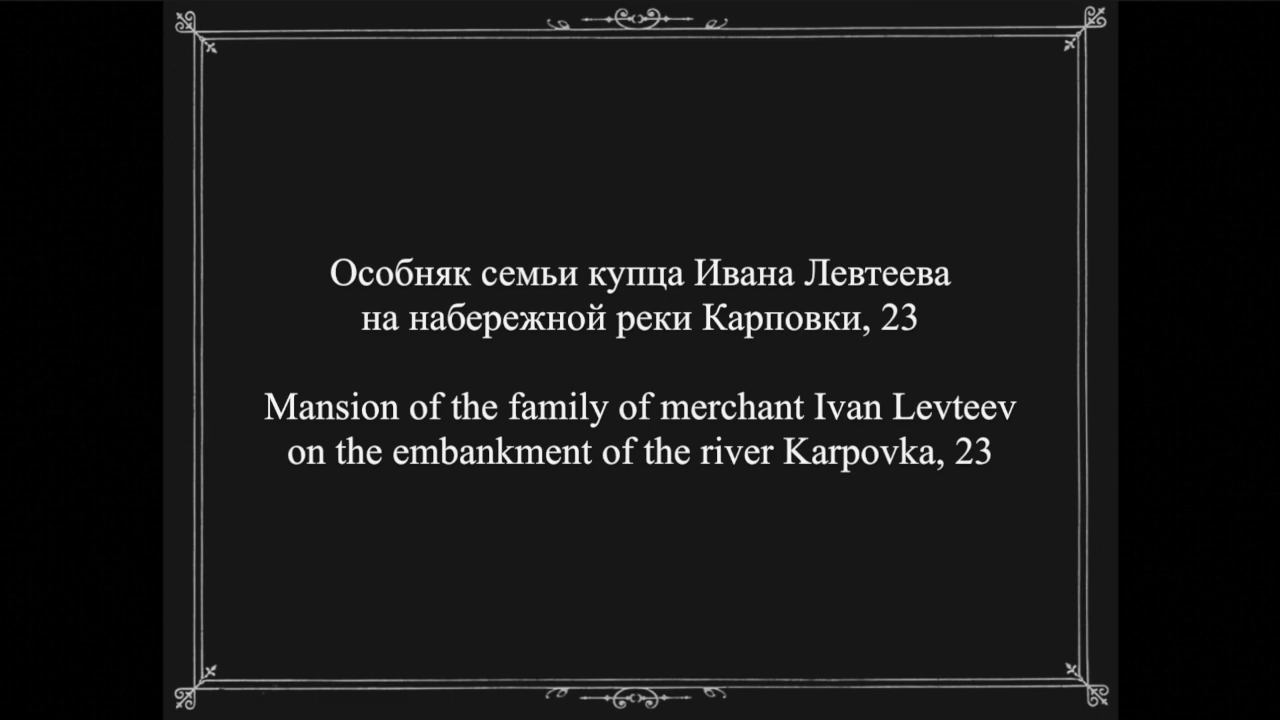 Особняк семьи купца Ивана Левтеева
на набережной реки Карповки, 23
Mansion of the family of merchant Ivan Levteev
on the embankment of the river Karpovka, 23